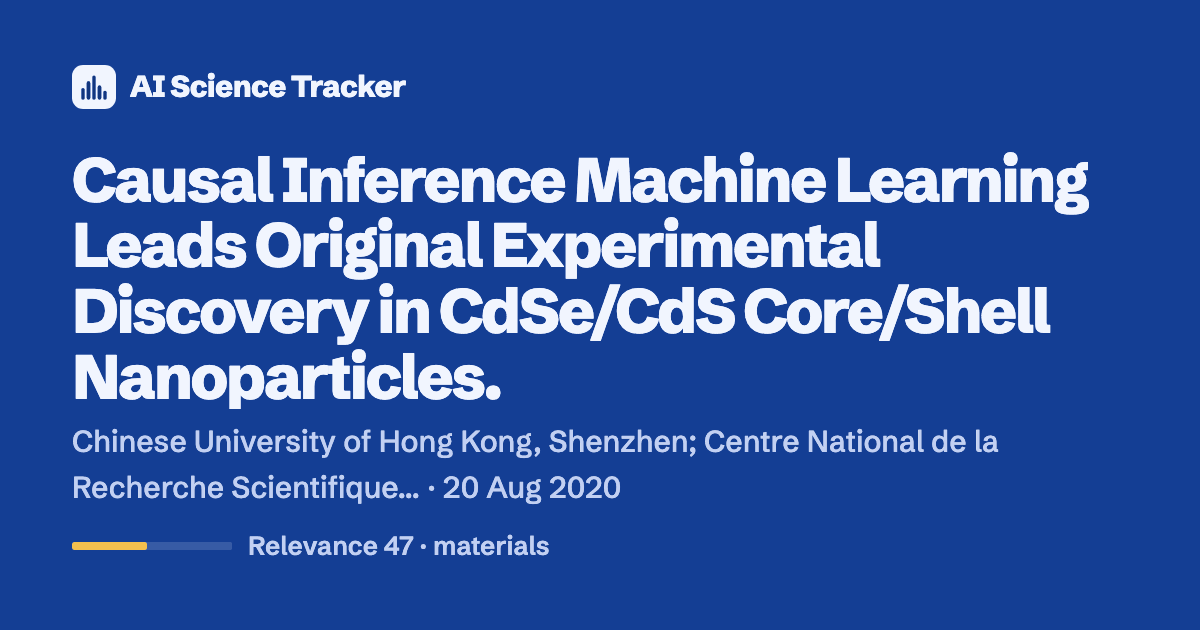 AI Science Tracker
Causal Inference Machine Learning
Leads Original Experimental
Discovery in CdSe/CdS Core/Shell
Nanoparticles.
Chinese University of Hong Kong, Shenzhen; Centre National de la
Recherche Scientifique... · 20 Aug 2020
Relevance 47 · materials